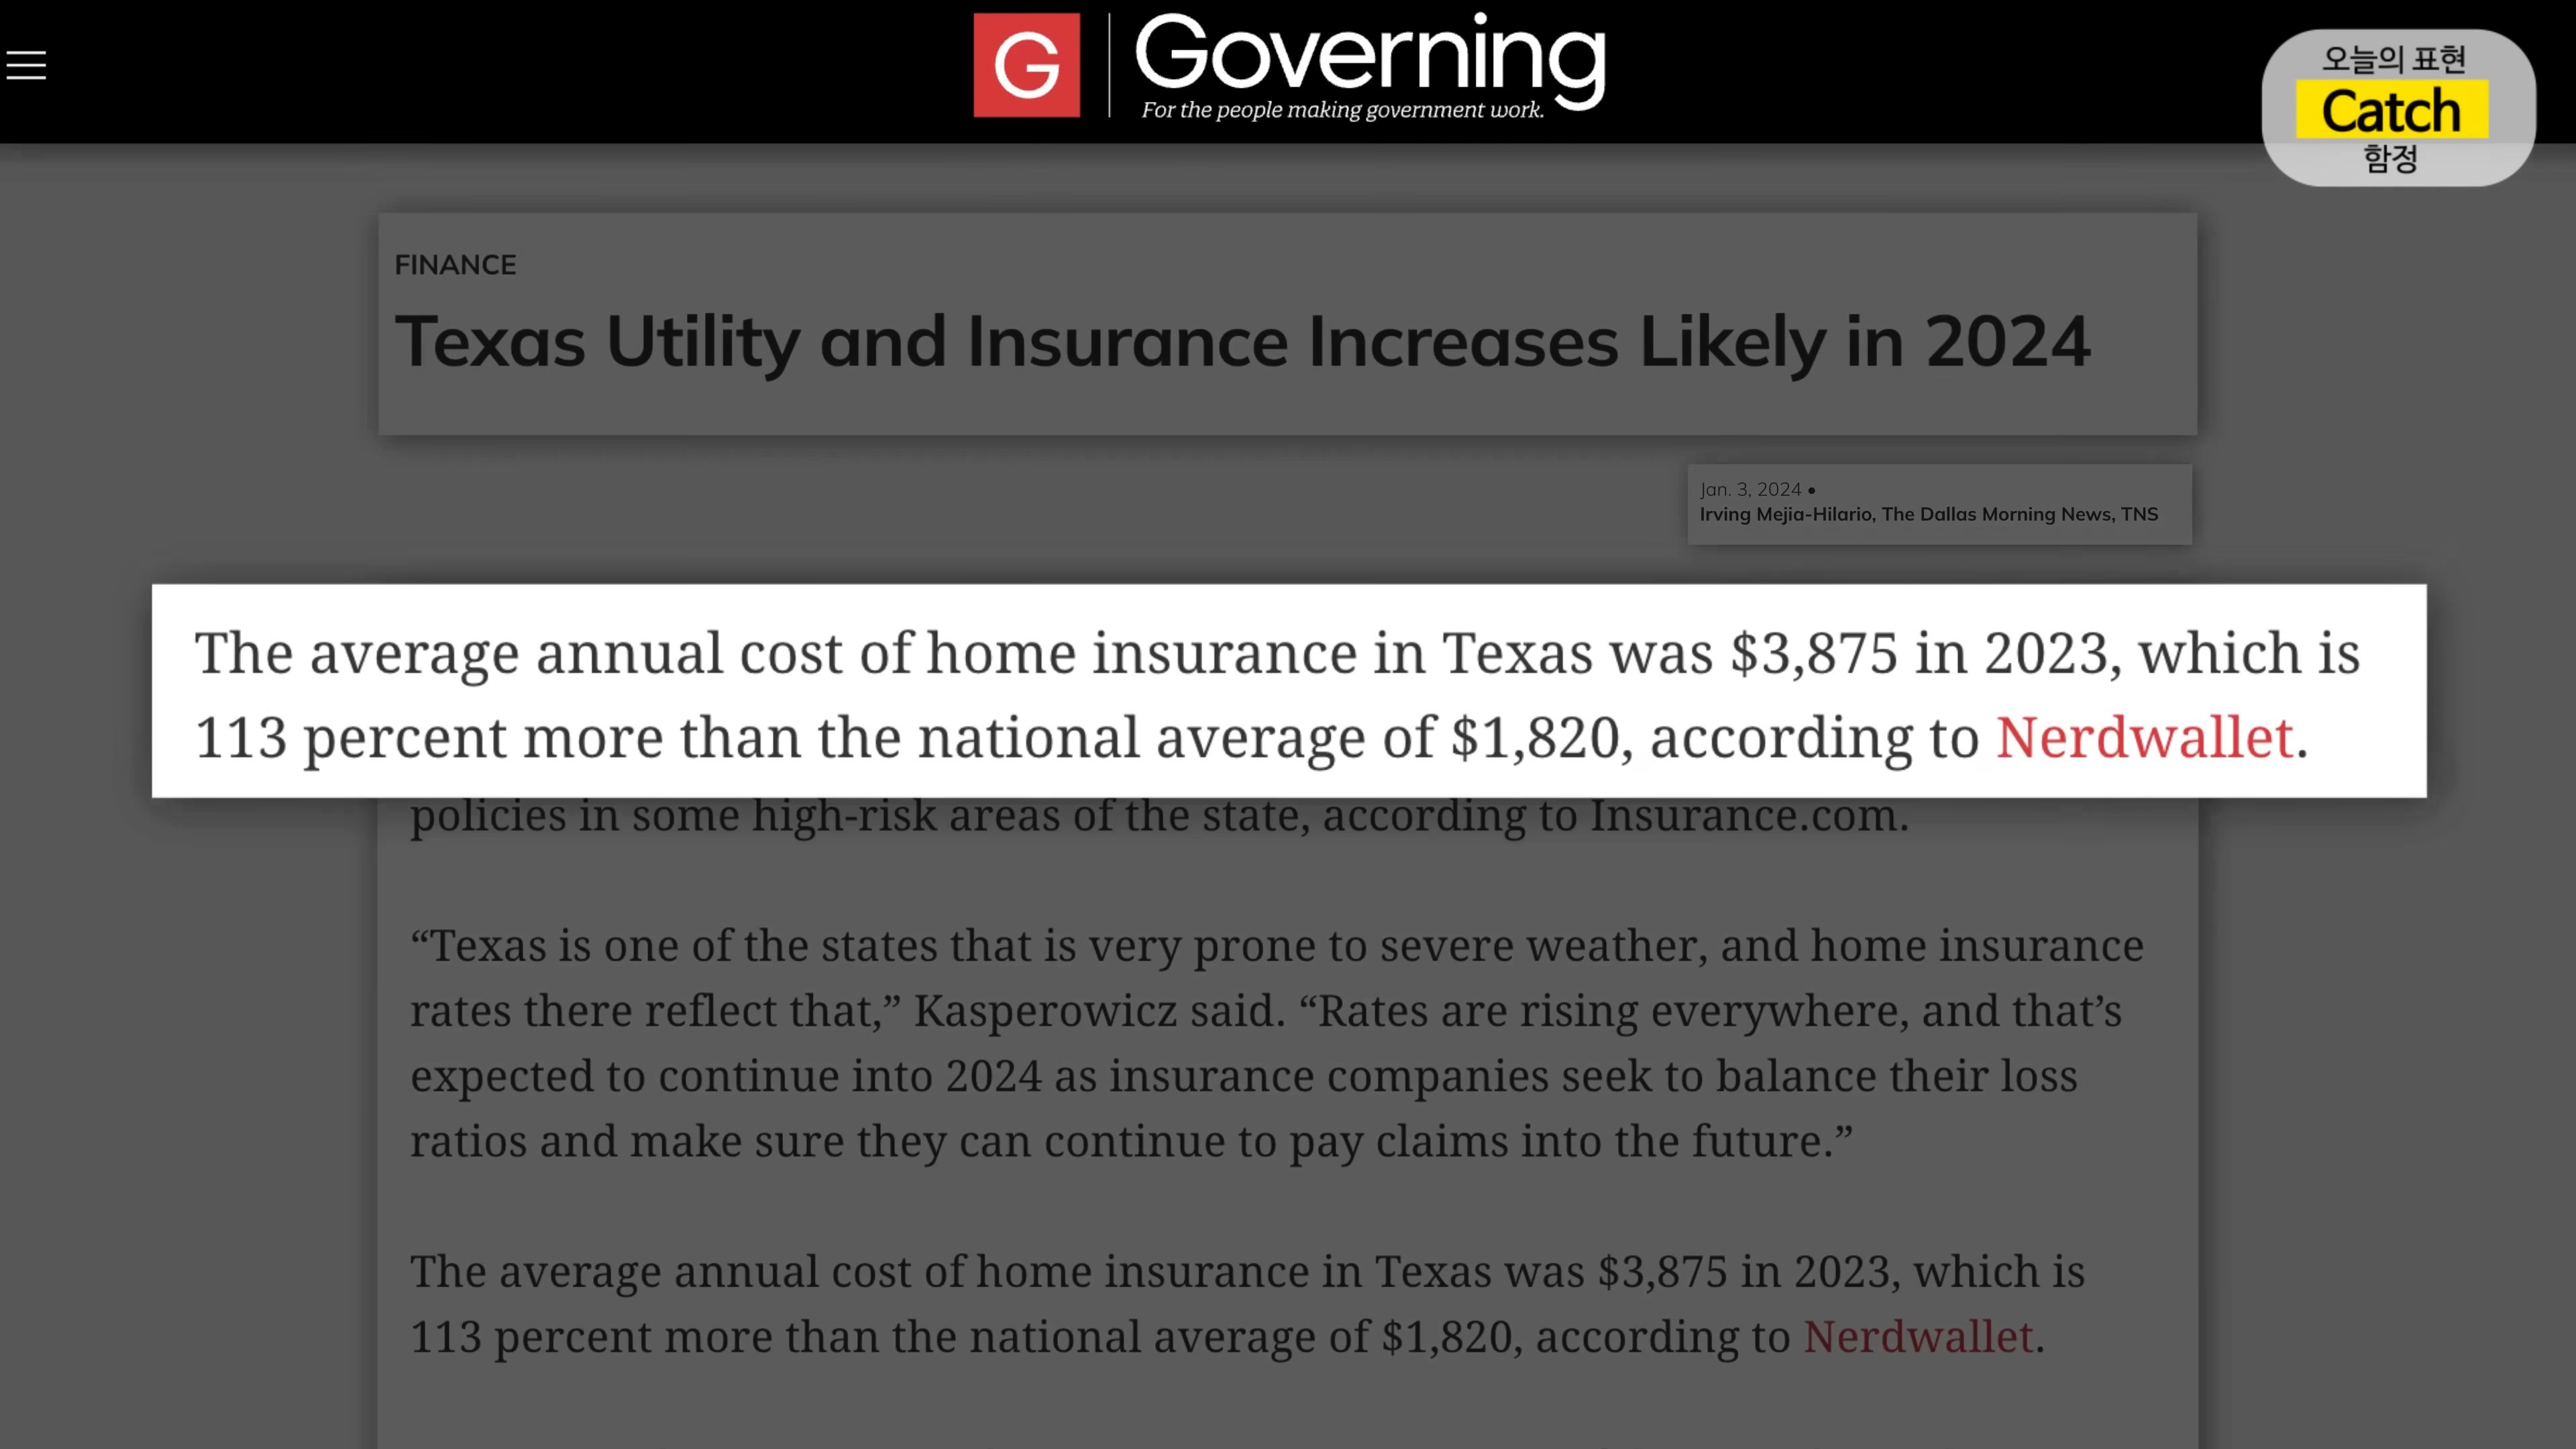 G
Governing
For the people making government work.
오늘의 표현
Catch
함정
FINANCE
Texas Utility and Insurance Increases Likely in 2024
Jan. 3, 2024 •
Irving Mejia-Hilario, The Dallas Morning News, TNS
The average annual cost of home insurance in Texas was $3,875 in 2023, which is
113 percent more than the national average of $1,820, according to Nerdwallet.
policies in some high-risk areas of the state, according to Insurance.com.
“Texas is one of the states that is very prone to severe weather, and home insurance
rates there reflect that,” Kasperowicz said. “Rates are rising everywhere, and that’s
expected to continue into 2024 as insurance companies seek to balance their loss
ratios and make sure they can continue to pay claims into the future.”
The average annual cost of home insurance in Texas was $3,875 in 2023, which is
113 percent more than the national average of $1,820, according to Nerdwallet.